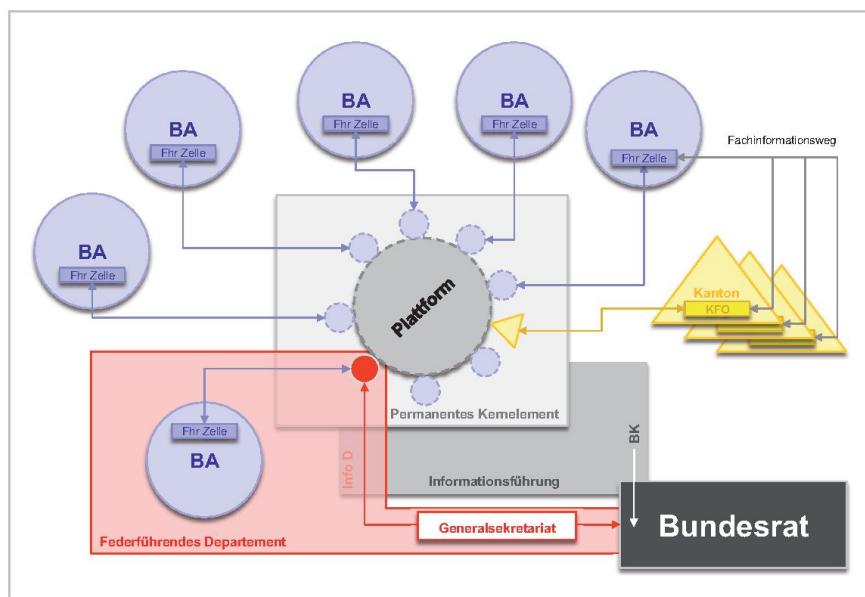 BA
Fhr Zelle
BA
Fhr Zelle
BA
Fhr Zelle
BA
Fhr Zelle
BA
Fhr Zelle
Fachinformationsweg
Kanton
KFO
Plattform
Permanentes Kernelement
Fhr Zelle
BA
Info D
BK
Informationsführung
Generalsekretariat
Federführendes Departement
Bundesrat